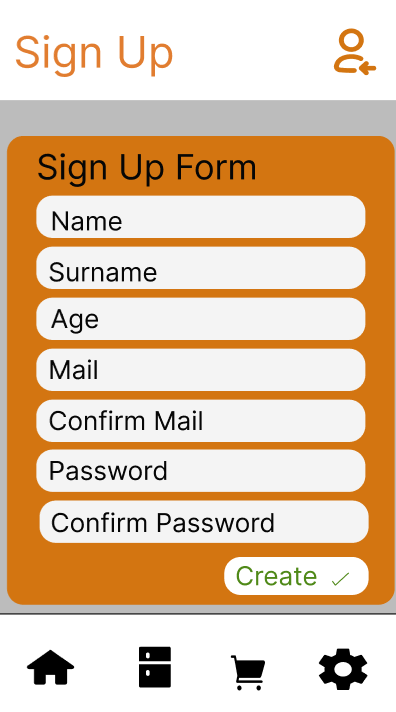 Sign Up
Sign Up Form
Name
Surname
Age
Mail
Confirm Mail
Password
Confirm Password
Create